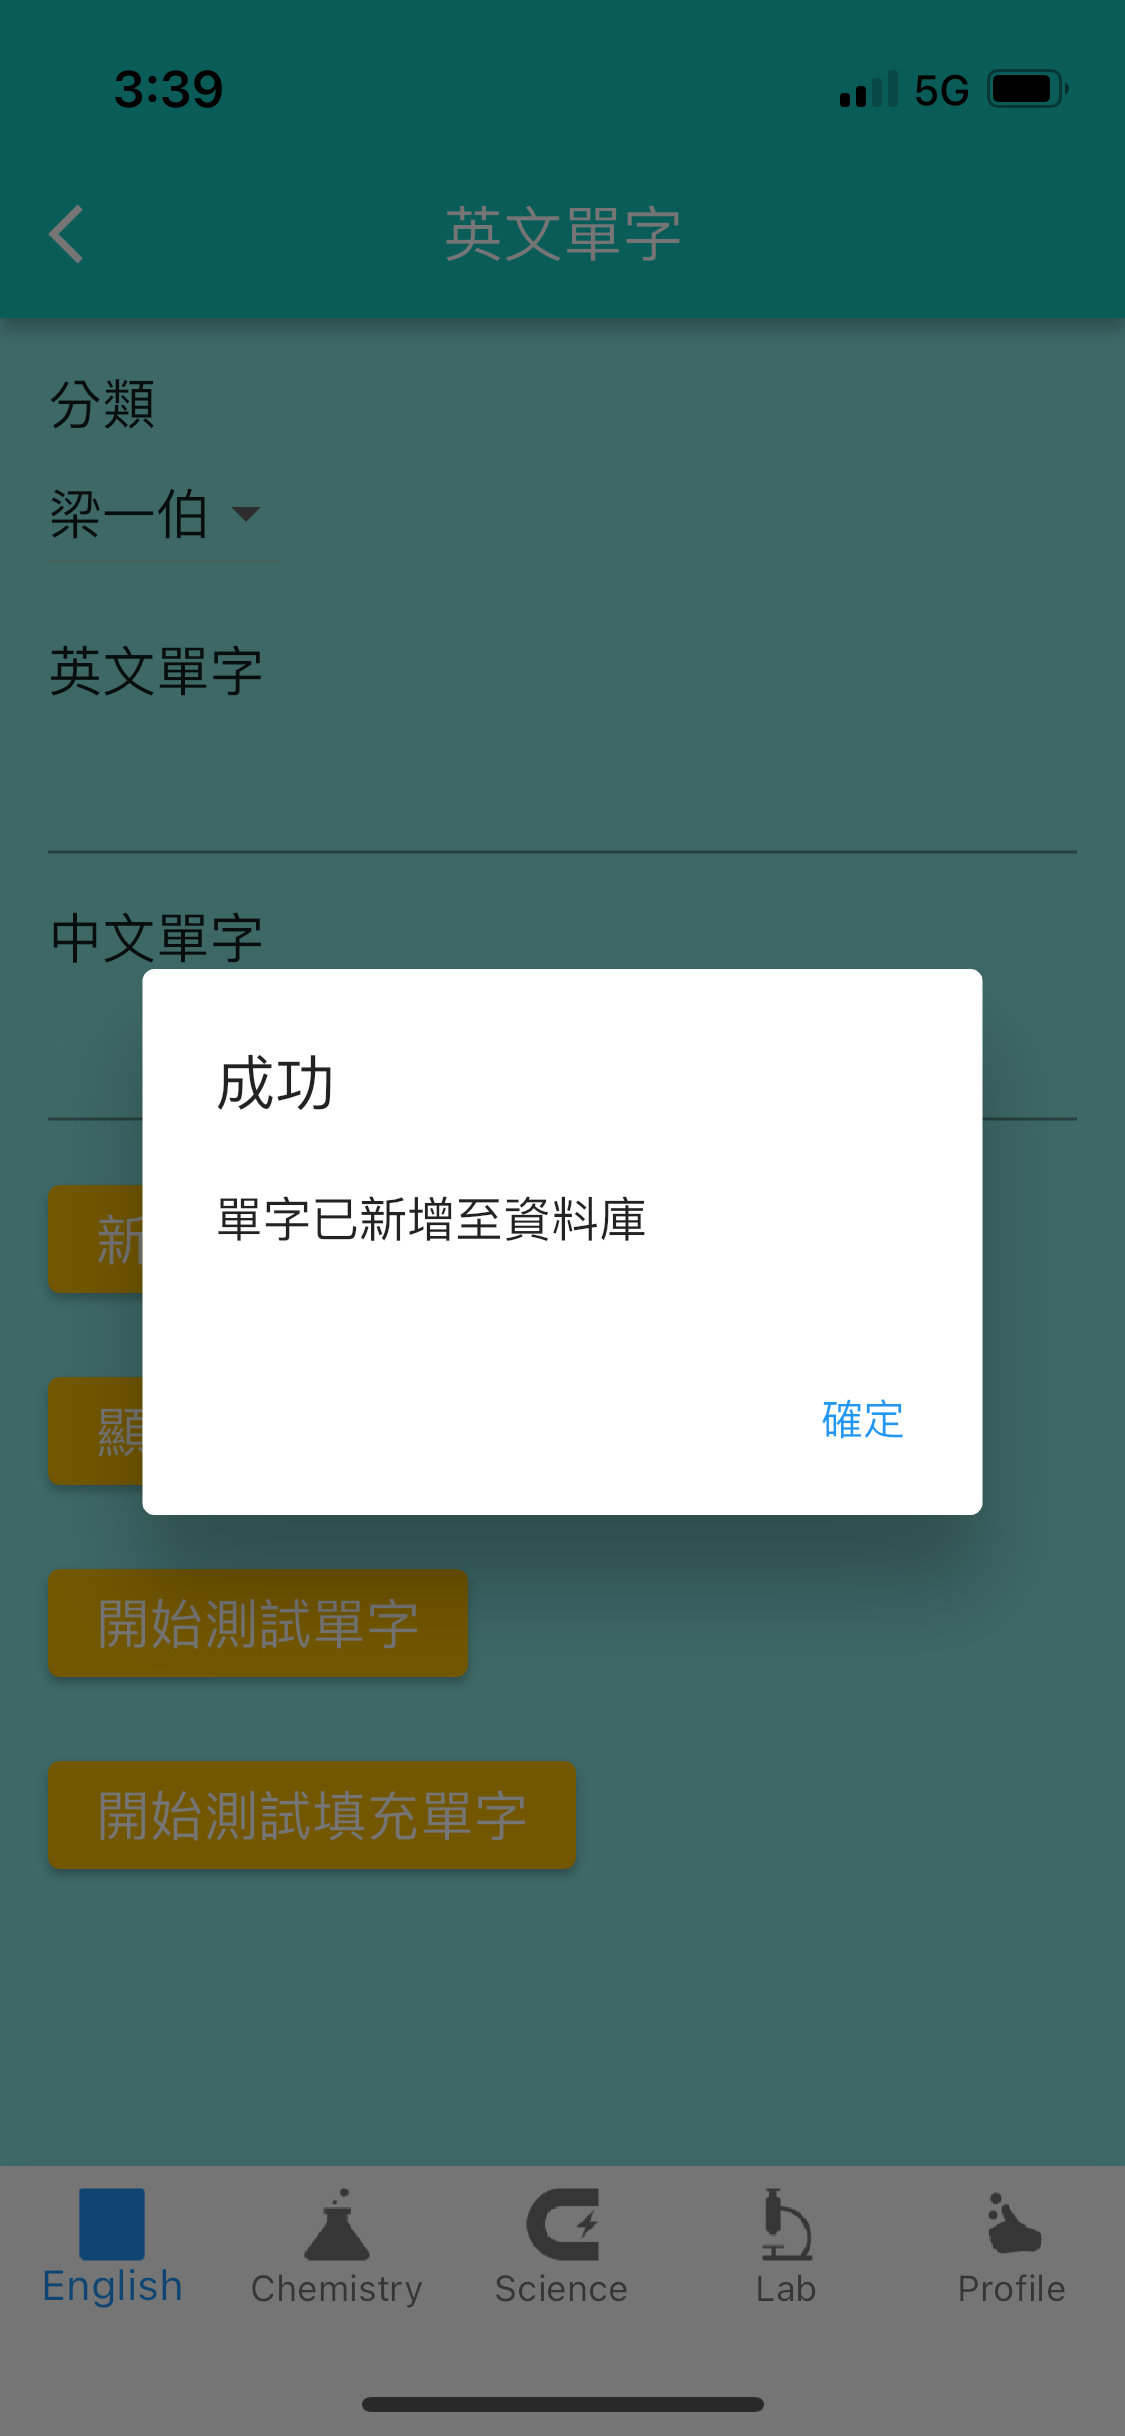 3:39
5G
英文單字
分類
梁一伯
英文單字
中文單字
成功
單字已新增至資料庫
確定
新
顯
開始測試單字
開始測試填充單字
English
Chemistry
Science
Lab
Profile